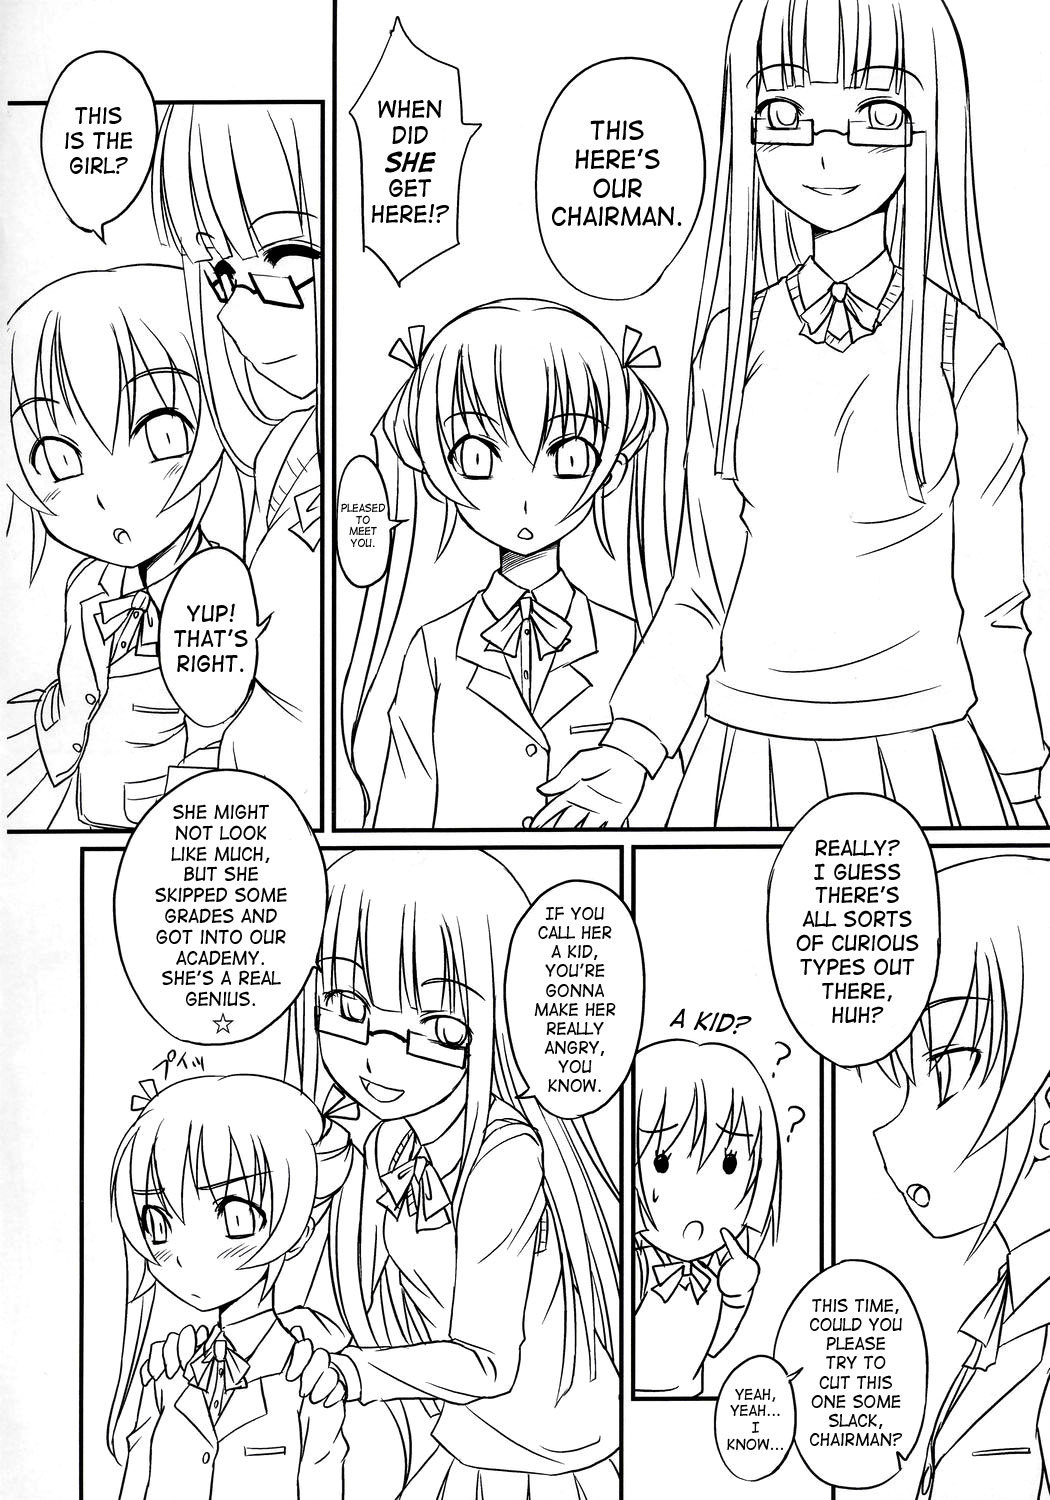 THIS
HERE'S
OUR
CHAIRMAN.
WHEN
DID
SHE
GET
HERE!?
PLEASED
TO
MEET
YOU.
THIS
IS THE
GIRL?
YUP!
THAT'S
RIGHT.
REALLY?
I GUESS
THERE'S
ALL SORTS
OF CURIOUS
TYPES OUT
THERE,
HUH?
A KID?
?
?
THIS TIME,
COULD YOU
PLEASE
TRY TO
CUT THIS
ONE SOME
SLACK,
CHAIRMAN?
YEAH,
YEAH...
I
KNOW...
IF YOU
CALL HER
A KID,
YOU'RE
GONNA
MAKE HER
REALLY
ANGRY,
YOU
KNOW.
SHE MIGHT
NOT LOOK
LIKE MUCH,
BUT SHE
SKIPPED SOME
GRADES AND
GOT INTO OUR
ACADEMY.
SHE'S A REAL
GENIUS.
☆
プイッ